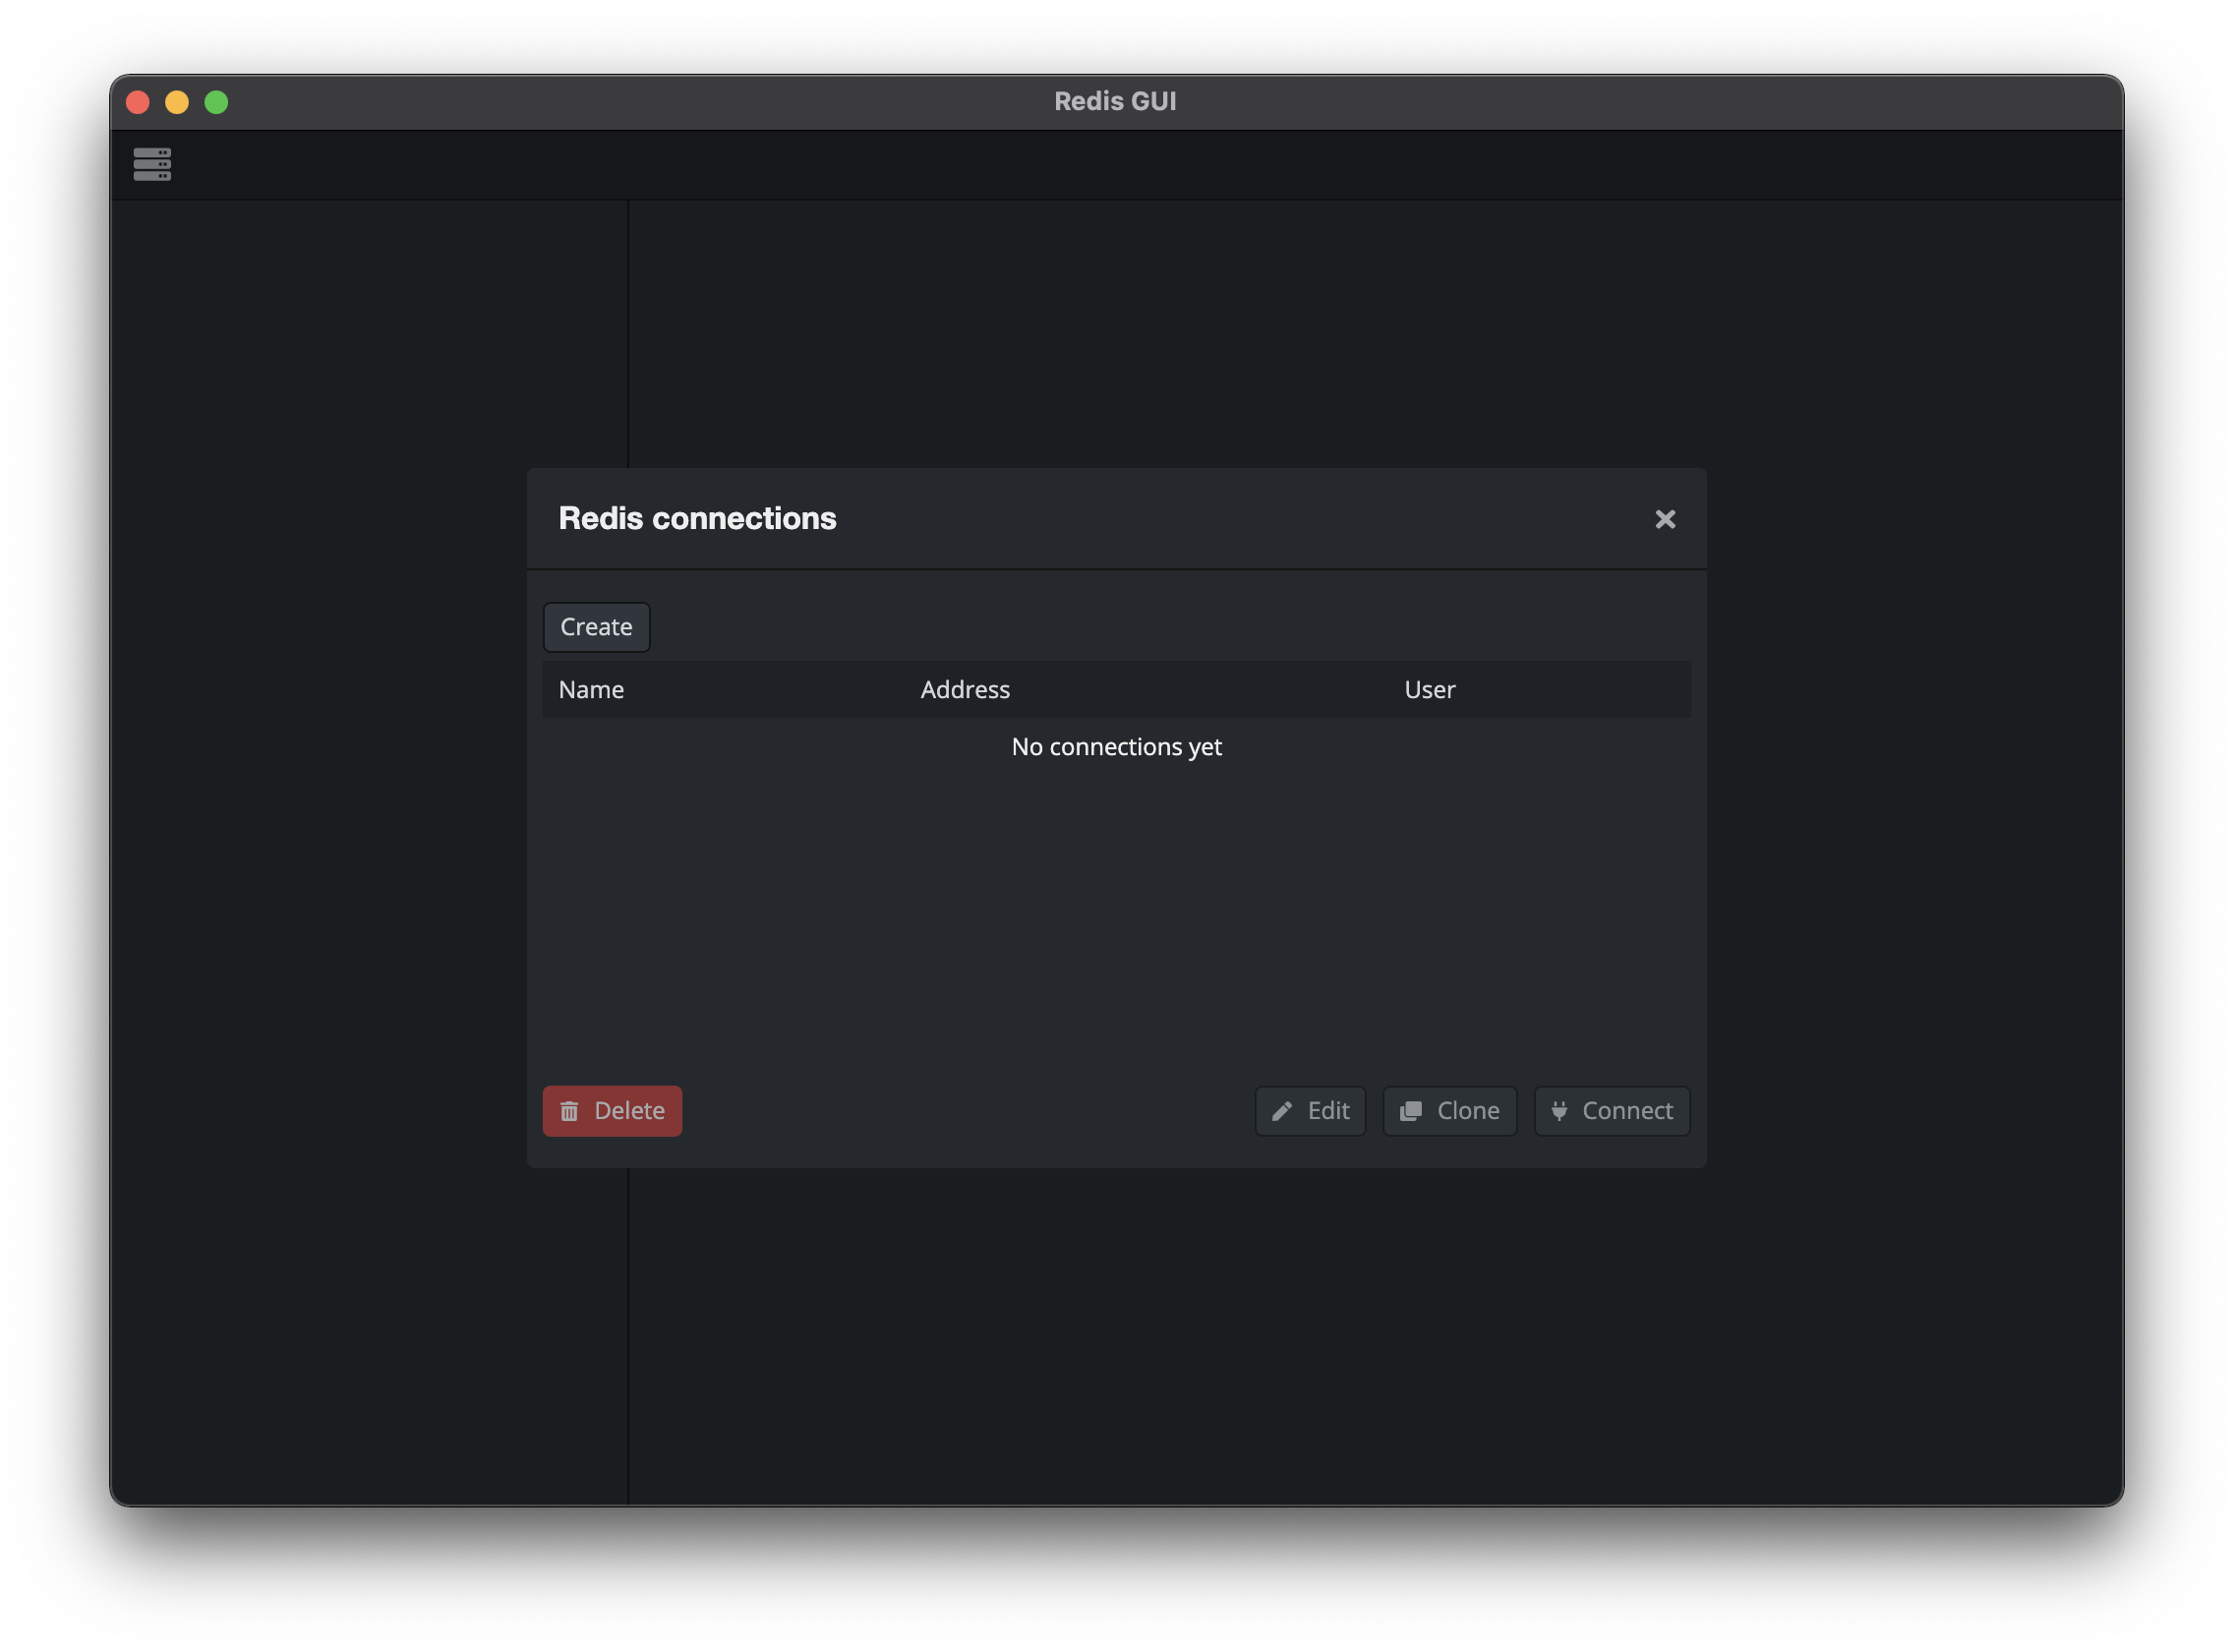 Redis GUI
Redis connections
Create
Name Address User
No connections yet
Delete Edit Clone Connect